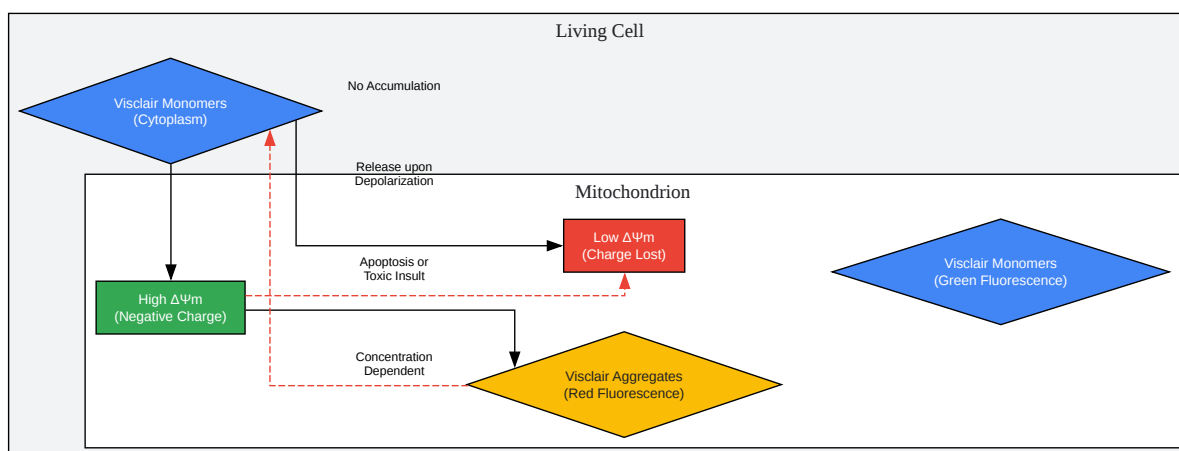 Living Cell
Visclair Monomers
(Cytoplasm)
No Accumulation
Release upon
Depolarization
Mitochondrion
Low ΔΨm
(Charge Lost)
Visclair Monomers
(Green Fluorescence)
Apoptosis or
Toxic Insult
High ΔΨm
(Negative Charge)
Concentration
Dependent
Visclair Aggregates
(Red Fluorescence)